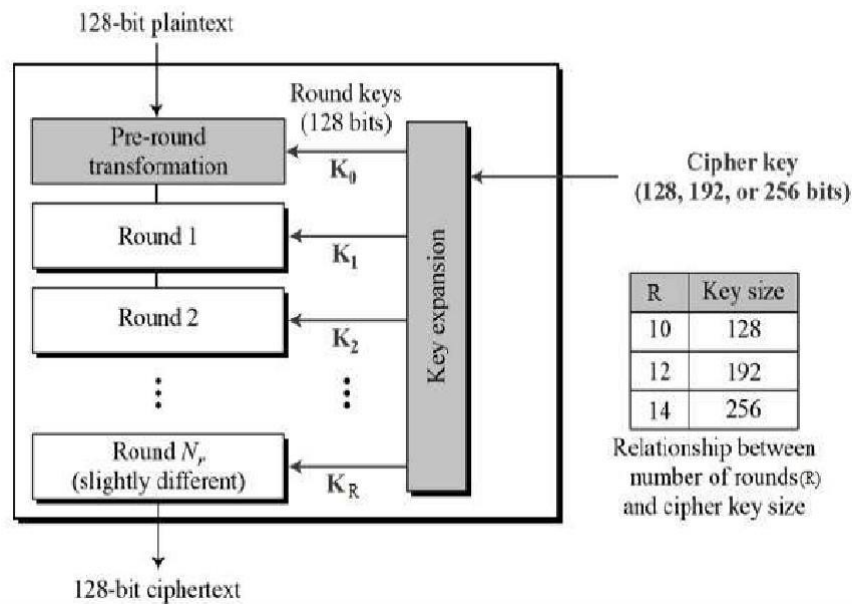 128-bit plaintext
Round keys
(128 bits)
Pre-round
transformation
K₀
Cipher key
(128, 192, or 256 bits)
Round 1
K₁
Round 2
K₂
Key expansion
R Key size
10 128
12 192
14 256
Round Nᵣ
(slightly different)
K_R
Relationship between
number of rounds(R)
and cipher key size
128-bit ciphertext